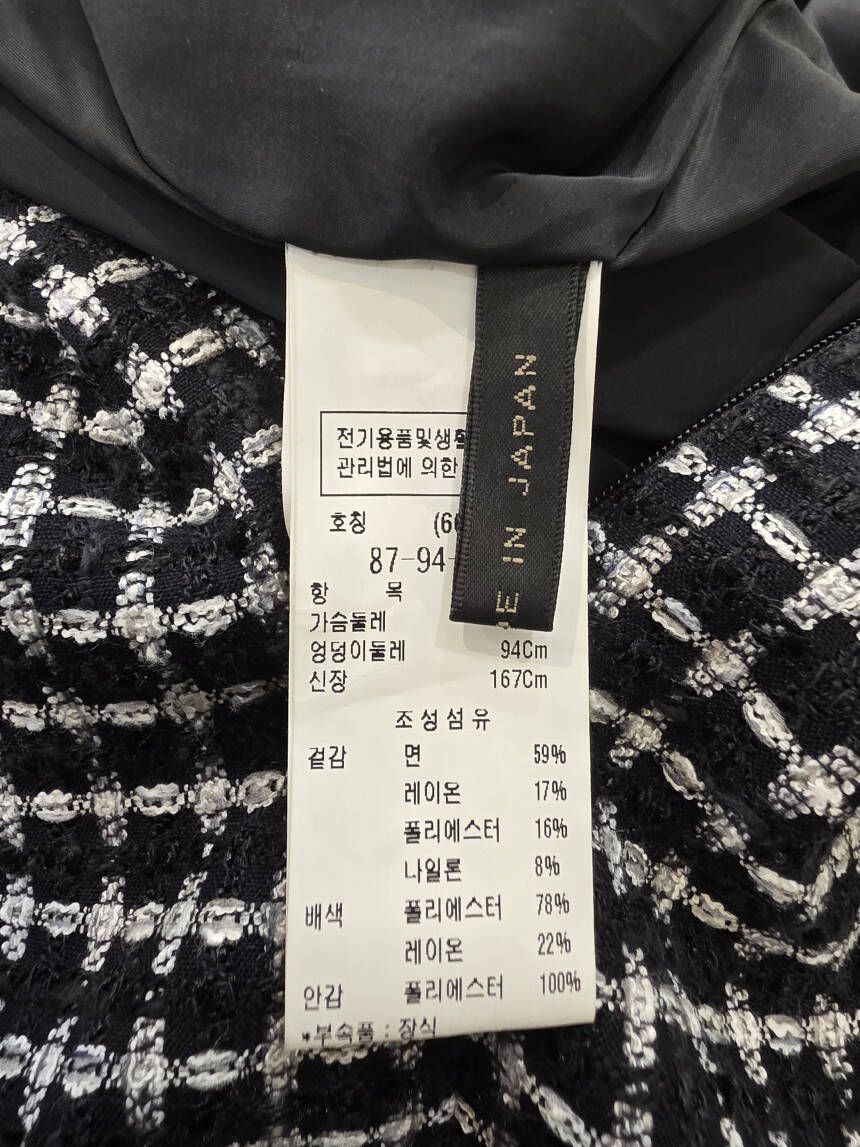 전기용품및생활
관리법에 의한
호칭
87-94-
항 목
가슴둘레
엉덩이둘레 94Cm
신장 167Cm
조성섬유
겉감 면 59%
레이온 17%
폴리에스터 16%
나일론 8%
배색 폴리에스터 78%
레이온 22%
안감 폴리에스터 100%
*부속품 : 장식
IN JAPAN